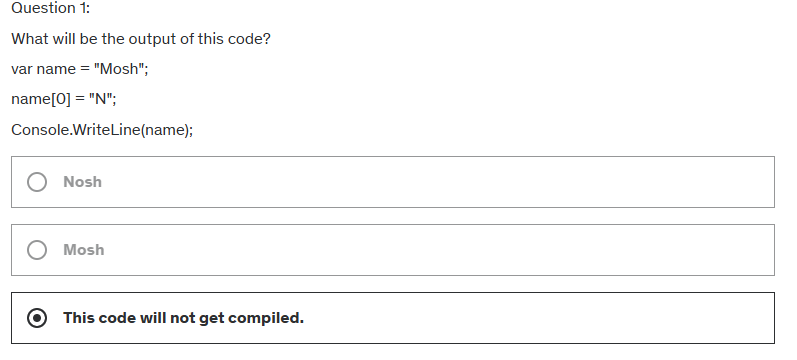 Question 1:
What will be the output of this code?
var name = "Mosh";
name[0] = "N";
Console.WriteLine(name);
Nosh
Mosh
This code will not get compiled.